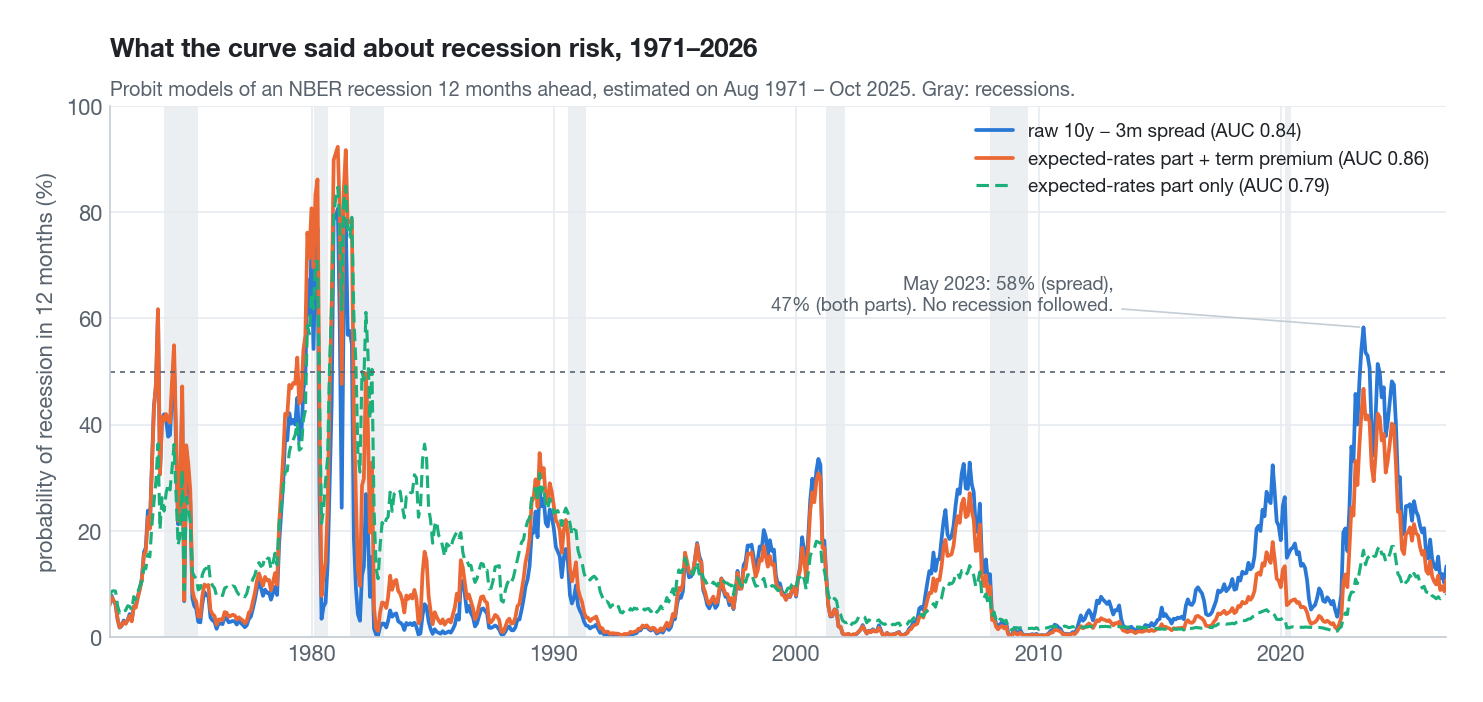 What the curve said about recession risk, 1971–2026
Probit models of an NBER recession 12 months ahead, estimated on Aug 1971 – Oct 2025. Gray: recessions.
probability of recession in 12 months (%)
100
80
60
40
20
0
raw 10y − 3m spread (AUC 0.84)
expected-rates part + term premium (AUC 0.86)
expected-rates part only (AUC 0.79)
May 2023: 58% (spread),
47% (both parts). No recession followed.
1980
1990
2000
2010
2020